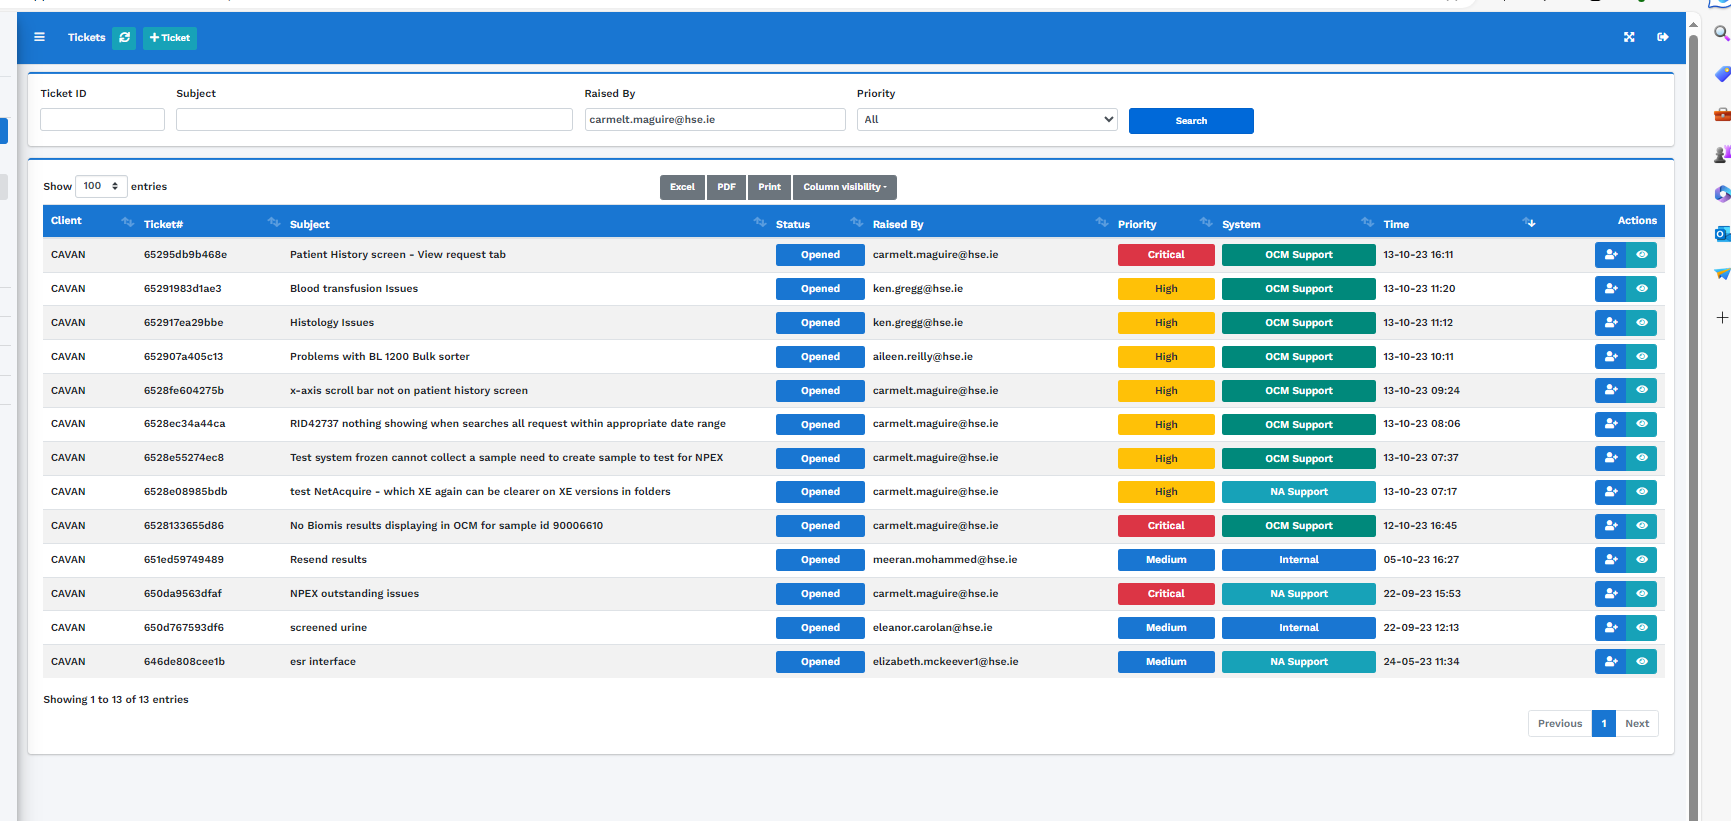 Tickets + Ticket
Ticket ID Subject Raised By Priority
carmelt.maguire@hse.ie All Search
Show 100 entries Excel PDF Print Column visibility
Client Ticket# Subject Status Raised By Priority System Time Actions
CAVAN 65295db9b468e Patient History screen - View request tab Opened carmelt.maguire@hse.ie Critical OCM Support 13-10-23 16:11
CAVAN 65291983d1ae3 Blood transfusion Issues Opened ken.gregg@hse.ie High OCM Support 13-10-23 11:20
CAVAN 652917ea29bbe Histology Issues Opened ken.gregg@hse.ie High OCM Support 13-10-23 11:12
CAVAN 652907a405c13 Problems with BL 1200 Bulk sorter Opened aileen.reilly@hse.ie High OCM Support 13-10-23 10:11
CAVAN 6528fe604275b x-axis scroll bar not on patient history screen Opened carmelt.maguire@hse.ie High OCM Support 13-10-23 09:24
CAVAN 6528ec34a44ca RID42737 nothing showing when searches all request within appropriate date range Opened carmelt.maguire@hse.ie High OCM Support 13-10-23 08:06
CAVAN 6528e55274ec8 Test system frozen cannot collect a sample need to create sample to test for NPEX Opened carmelt.maguire@hse.ie High OCM Support 13-10-23 07:37
CAVAN 6528e08985bdb test NetAcquire - which XE again can be clearer on XE versions in folders Opened carmelt.maguire@hse.ie High NA Support 13-10-23 07:17
CAVAN 6528133655d86 No Biomis results displaying in OCM for sample id 90006610 Opened carmelt.maguire@hse.ie Critical OCM Support 12-10-23 16:45
CAVAN 651ed59749489 Resend results Opened meeran.mohammed@hse.ie Medium Internal 05-10-23 16:27
CAVAN 650da9563dfaf NPEX outstanding issues Opened carmelt.maguire@hse.ie Critical NA Support 22-09-23 15:53
CAVAN 650d767593df6 screened urine Opened eleanor.carolan@hse.ie Medium Internal 22-09-23 12:13
CAVAN 646de808cee1b esr interface Opened elizabeth.mckeever1@hse.ie Medium NA Support 24-05-23 11:34
Showing 1 to 13 of 13 entries
Previous 1 Next